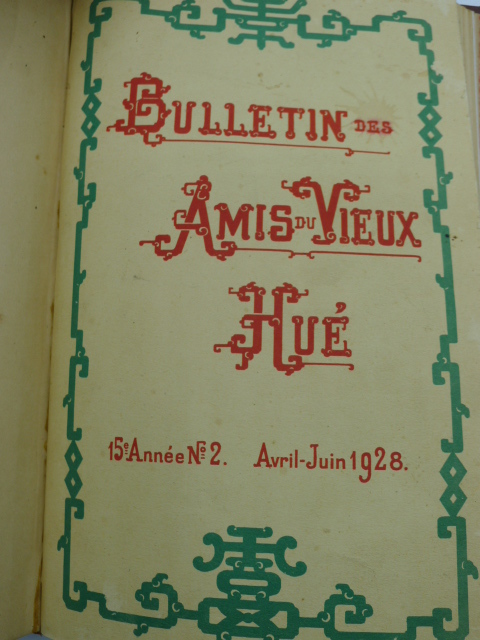 BULLETIN DES
AMIS DU VIEUX
HUÉ
15e Année No 2. Avril-Juin 1928.